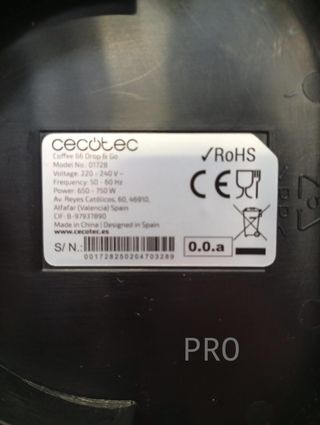 cecotec
Coffee 66 Drop & Go
Model No.: 01728
Voltage: 220 - 240 V ~
Frequency: 50 - 60 Hz
Power: 650 - 750 W
Av. Reyes Católicos, 60, 46910,
Alfafar (Valencia) Spain
CIF: B-97937890
Made in China | Designed in Spain
www.cecotec.es
S/ N.:
001728250204703289
✓RoHS
CE
0.0.a
PRO